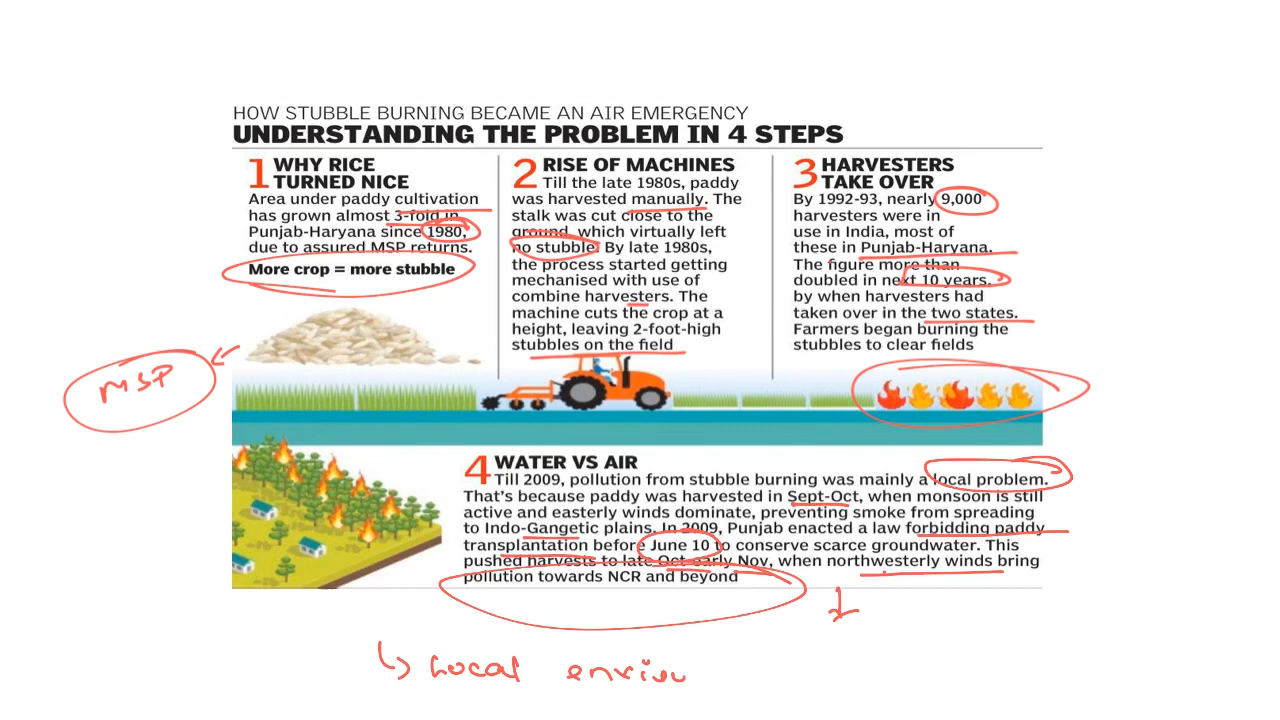 HOW STUBBLE BURNING BECAME AN AIR EMERGENCY
UNDERSTANDING THE PROBLEM IN 4 STEPS
1 WHY RICE
TURNED NICE
Area under paddy cultivation
has grown almost 3-fold in
Punjab-Haryana since 1980,
due to assured MSP returns.
More crop = more stubble
2 RISE OF MACHINES
Till the late 1980s, paddy
was harvested manually. The
stalk was cut close to the
ground, which virtually left
no stubble. By late 1980s,
the process started getting
mechanised with use of
combine harvesters. The
machine cuts the crop at a
height, leaving 2-foot-high
stubbles on the field
3 HARVESTERS
TAKE OVER
By 1992-93, nearly 9,000
harvesters were in
use in India, most of
these in Punjab-Haryana.
The figure more than
doubled in next 10 years,
by when harvesters had
taken over in the two states.
Farmers began burning the
stubbles to clear fields
MSP
4 WATER VS AIR
Till 2009, pollution from stubble burning was mainly a local problem.
That's because paddy was harvested in Sept-Oct, when monsoon is still
active and easterly winds dominate, preventing smoke from spreading
to Indo-Gangetic plains. In 2009, Punjab enacted a law forbidding paddy
transplantation before June 10 to conserve scarce groundwater. This
pushed harvests to late Oct-early Nov, when northwesterly winds bring
pollution towards NCR and beyond
Local